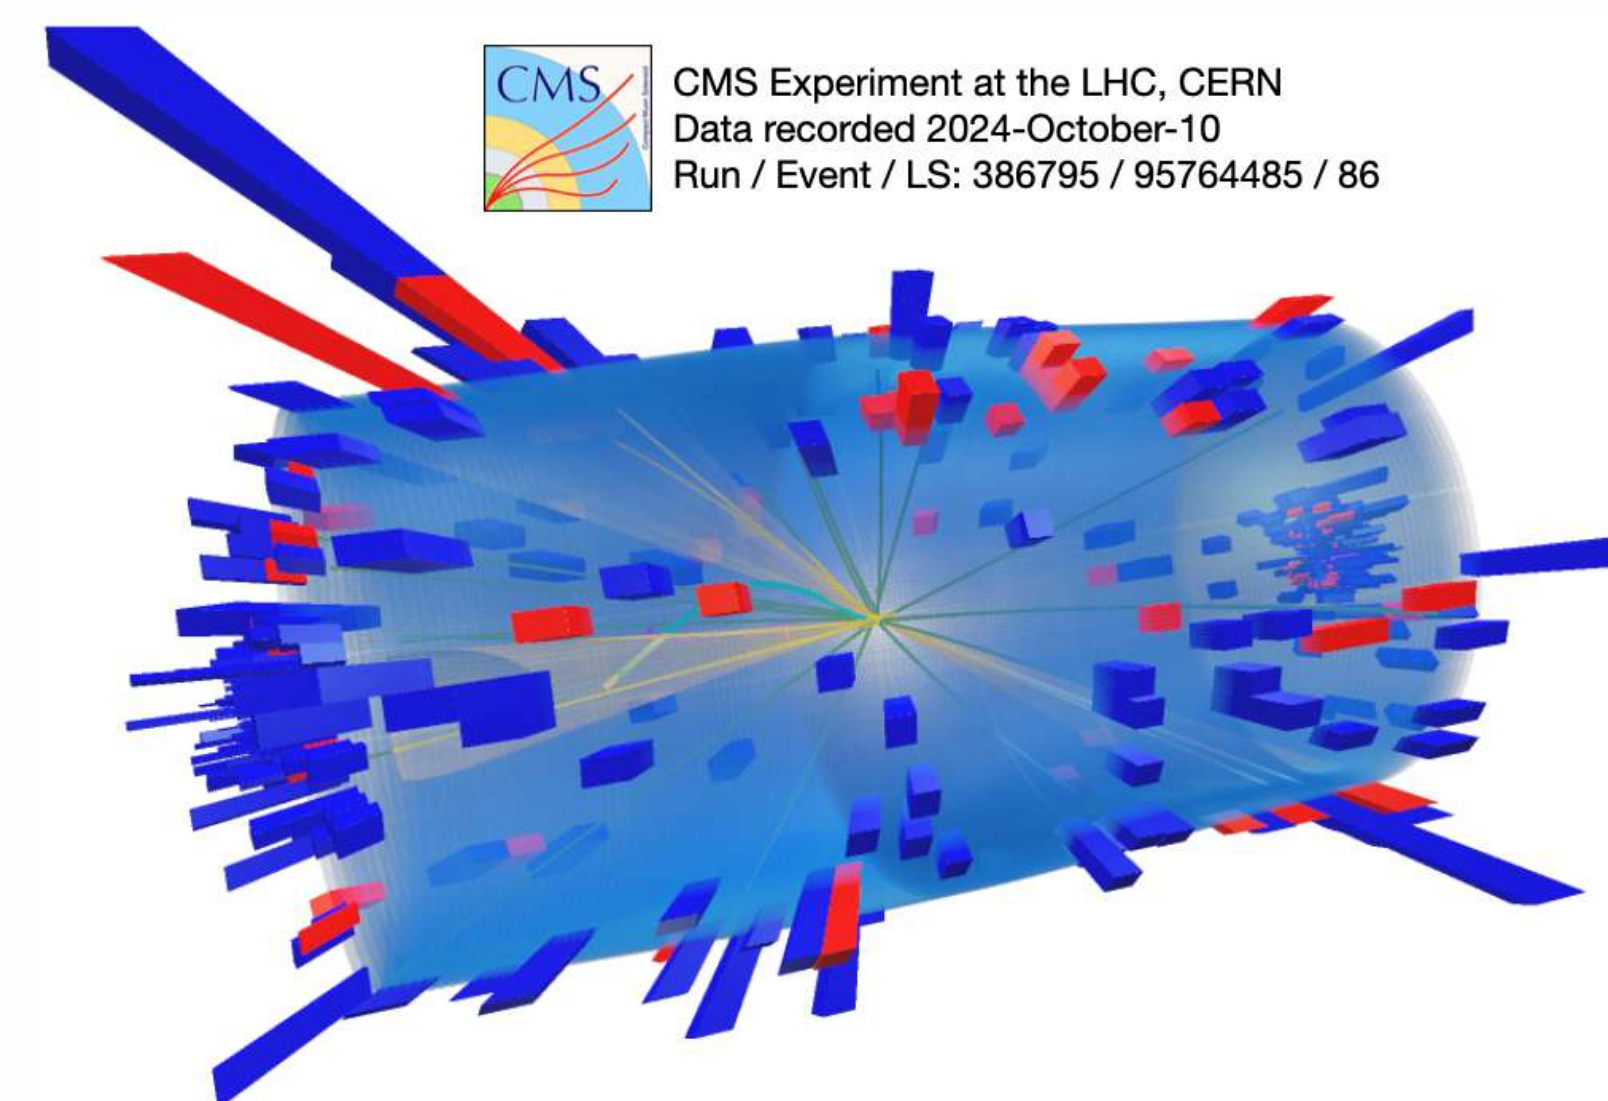 CMS
CMS Experiment at the LHC, CERN
Data recorded 2024-October-10
Run / Event / LS: 386795 / 95764485 / 86